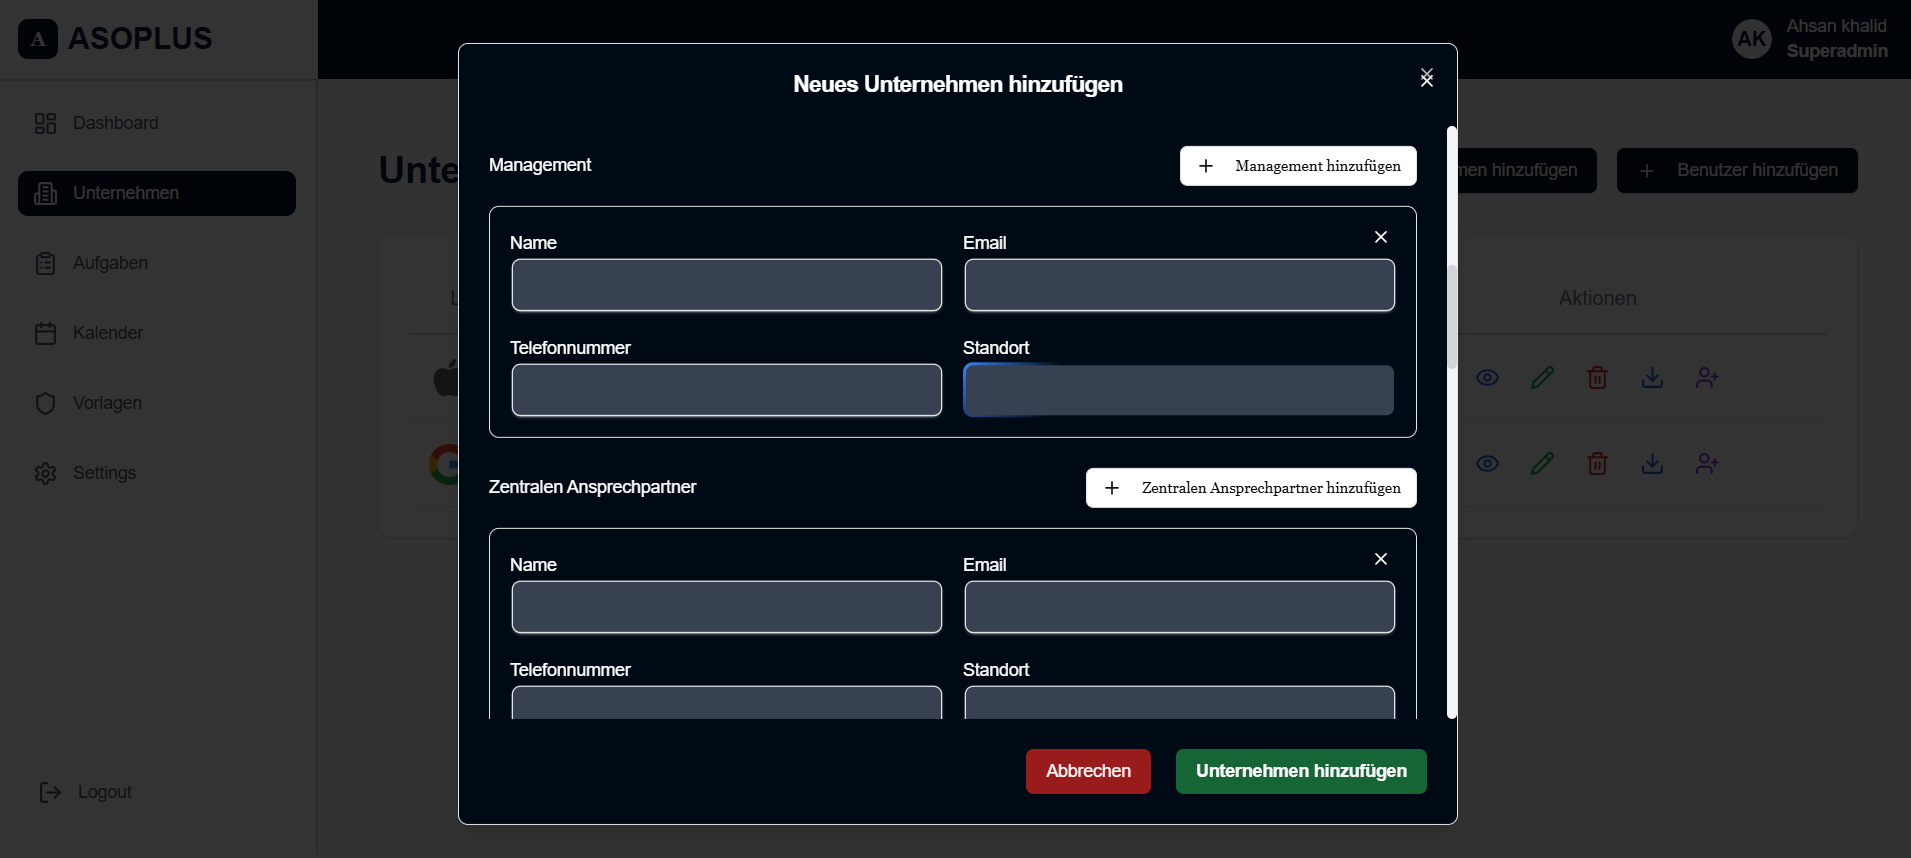 A ASOPLUS
Ahsan khalid
AK
Superadmin
Neues Unternehmen hinzufügen
Dashboard
Unternehmen
Aufgaben
Kalender
Vorlagen
Settings
Logout
Unte
men hinzufügen
Benutzer hinzufügen
Aktionen
Management
Management hinzufügen
Name
Email
Telefonnummer
Standort
Zentralen Ansprechpartner
Zentralen Ansprechpartner hinzufügen
Name
Email
Telefonnummer
Standort
Abbrechen
Unternehmen hinzufügen